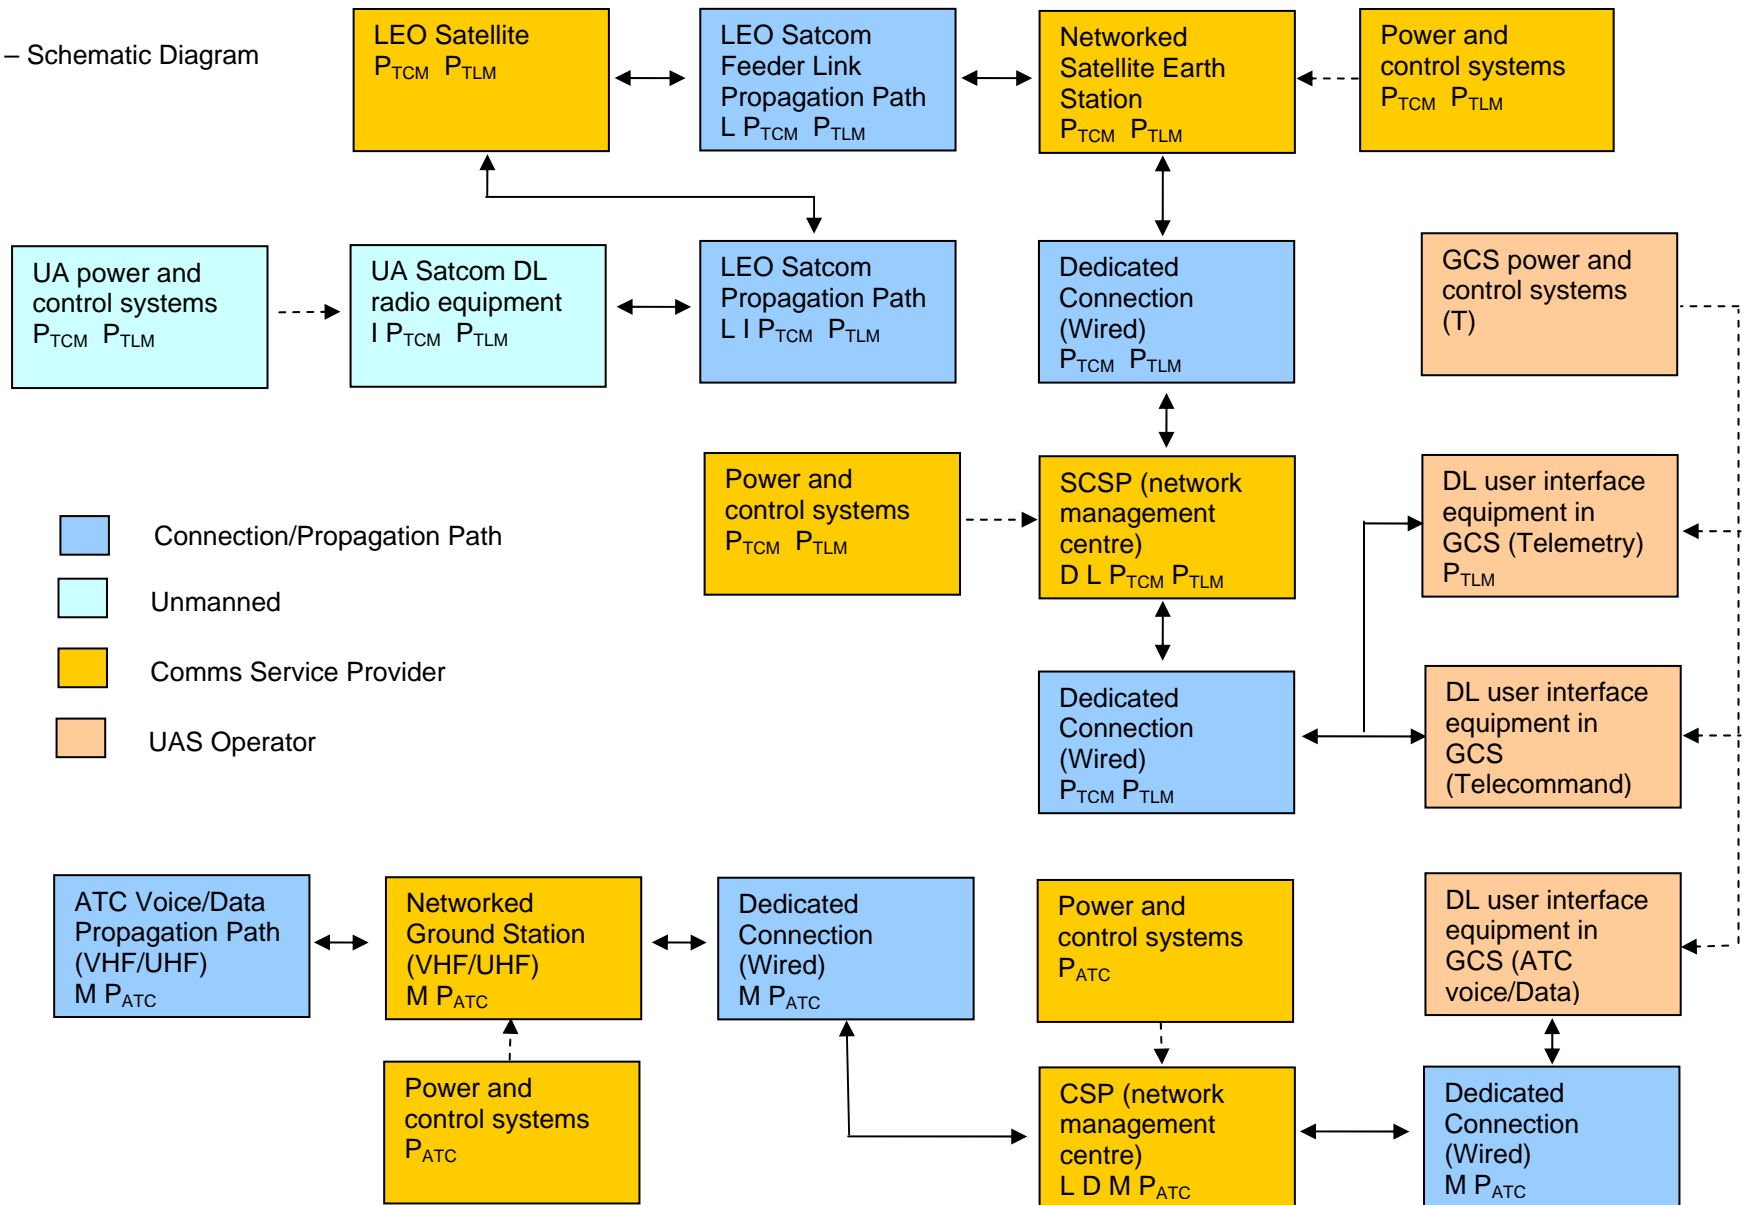 – Schematic Diagram
LEO Satellite
PTCM PTLM
LEO Satcom
Feeder Link
Propagation Path
L PTCM PTLM
Networked
Satellite Earth
Station
PTCM PTLM
Power and
control systems
PTCM PTLM
UA power and
control systems
PTCM PTLM
UA Satcom DL
radio equipment
I PTCM PTLM
LEO Satcom
Propagation Path
L I PTCM PTLM
Dedicated
Connection
(Wired)
PTCM PTLM
GCS power and
control systems
(T)
Power and
control systems
PTCM PTLM
SCSP (network
management
centre)
D L PTCM PTLM
DL user interface
equipment in
GCS (Telemetry)
PTLM
Connection/Propagation Path
Unmanned
Comms Service Provider
UAS Operator
Dedicated
Connection
(Wired)
PTCM PTLM
DL user interface
equipment in
GCS
(Telecommand)
ATC Voice/Data
Propagation Path
(VHF/UHF)
M PATC
Networked
Ground Station
(VHF/UHF)
M PATC
Dedicated
Connection
(Wired)
M PATC
Power and
control systems
PATC
DL user interface
equipment in
GCS (ATC
voice/Data)
Power and
control systems
PATC
CSP (network
management
centre)
L D M PATC
Dedicated
Connection
(Wired)
M PATC